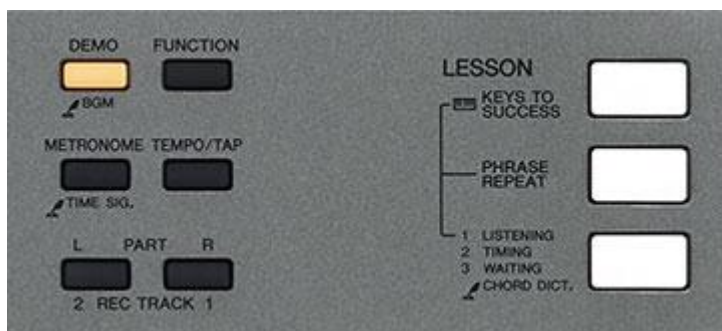 DEMO FUNCTION
BGM
METRONOME TEMPO/TAP
TIME SIG.
L PART R
2 REC TRACK 1
LESSON
KEYS TO
SUCCESS
PHRASE
REPEAT
1 LISTENING
2 TIMING
3 WAITING
CHORD DICT.